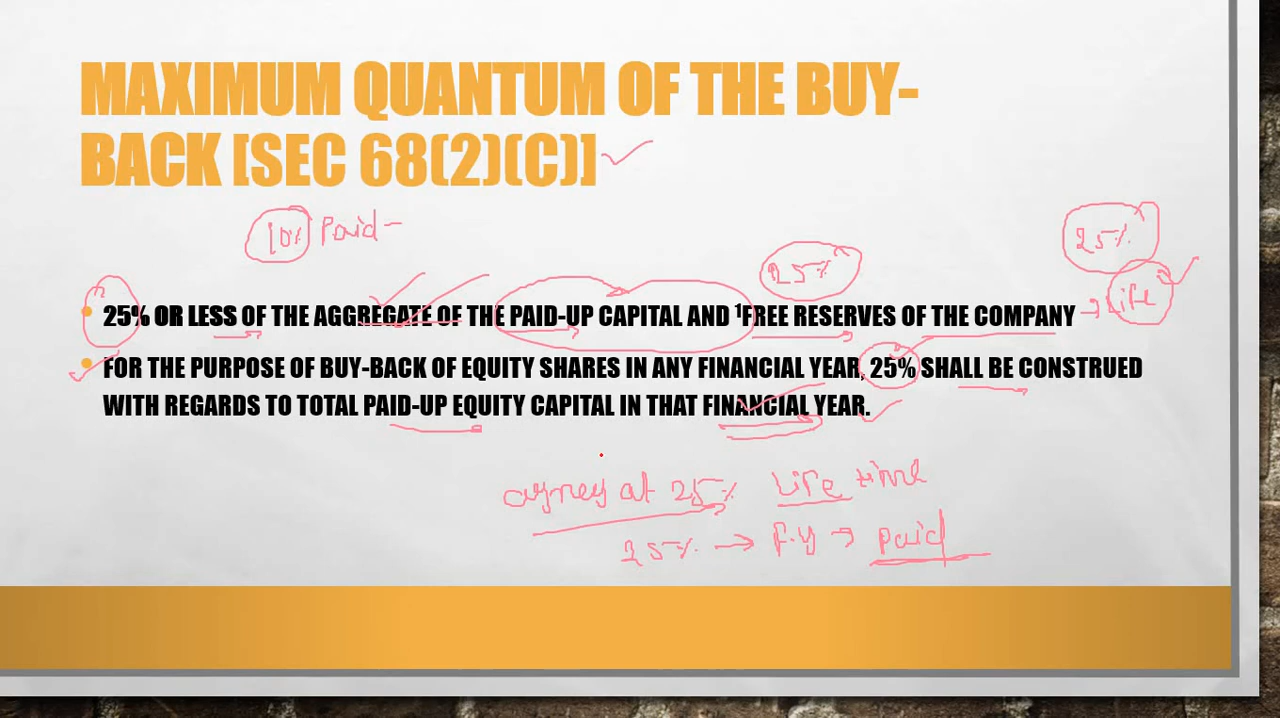 MAXIMUM QUANTUM OF THE BUY-
BACK [SEC 68(2)(C)]
10% Paid-
25%
25%
25% OR LESS OF THE AGGREGATE OF THE PAID-UP CAPITAL AND ¹FREE RESERVES OF THE COMPANY → Life
FOR THE PURPOSE OF BUY-BACK OF EQUITY SHARES IN ANY FINANCIAL YEAR, 25% SHALL BE CONSTRUED
WITH REGARDS TO TOTAL PAID-UP EQUITY CAPITAL IN THAT FINANCIAL YEAR.
at 25% Life time
25% → F.Y → Paid